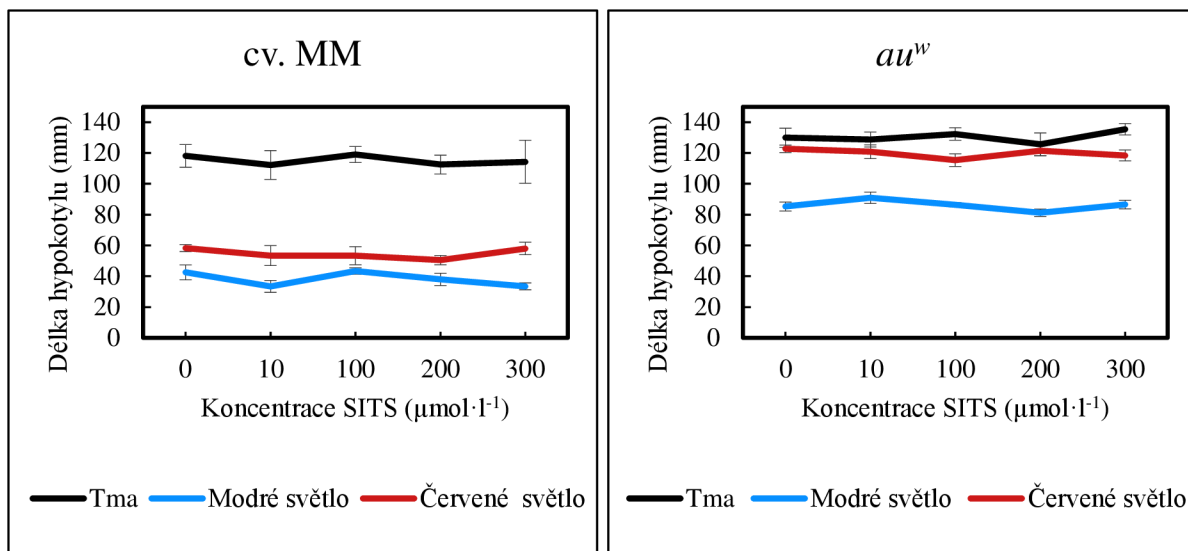 cv. MM
140
120
100
80
60
40
20
0
Délka hypokotylu (mm)
0 10 100 200 300
Koncentrace SITS (μmol·l⁻¹)
Tma Modré světlo Červené světlo
au^w
140
120
100
80
60
40
20
0
Délka hypokotylu (mm)
0 10 100 200 300
Koncentrace SITS (μmol·l⁻¹)
Tma Modré světlo Červené světlo